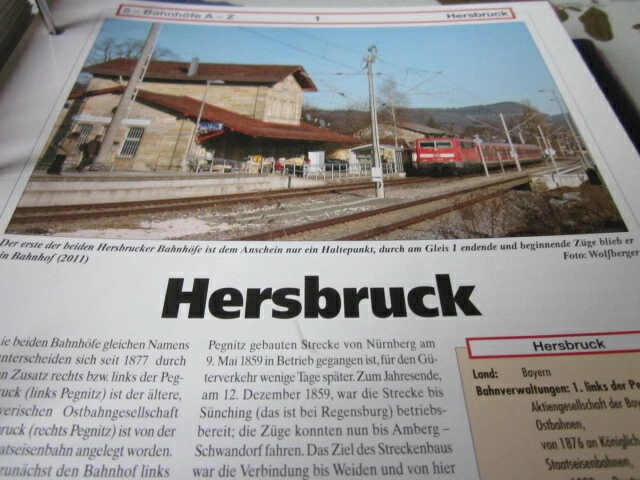 5 – Bahnhöfe A – Z
1
Hersbruck
Der erste der beiden Hersbrucker Bahnhöfe ist dem Anschein nur ein Haltepunkt, durch am Gleis 1 endende und beginnende Züge blieb er
in Bahnhof (2011)
Foto: Wolfberger
Hersbruck
ie beiden Bahnhöfe gleichen Namens
nterscheiden sich seit 1877 durch
n Zusatz rechts bzw. links der Peg-
ruck (links Pegnitz) ist der ältere,
yerischen Ostbahngesellschaft
uck (rechts Pegnitz) ist von der
aatseisenbahn angelegt worden.
zunächst den Bahnhof links
Pegnitz gebauten Strecke von Nürnberg am
9. Mai 1859 in Betrieb gegangen ist, für den Gü-
terverkehr wenige Tage später. Zum Jahresende,
am 12. Dezember 1859, war die Strecke bis
Sünching (das ist bei Regensburg) betriebs-
bereit; die Züge konnten nun bis Amberg –
Schwandorf fahren. Das Ziel des Streckenbaus
war die Verbindung bis Weiden und von hier
Hersbruck
Land: Bayern
Bahnverwaltungen: 1. links der Pe
Aktiengesellschaft der Bay
Ostbahnen,
von 1876 an Königlich
Staatseisenbahnen,